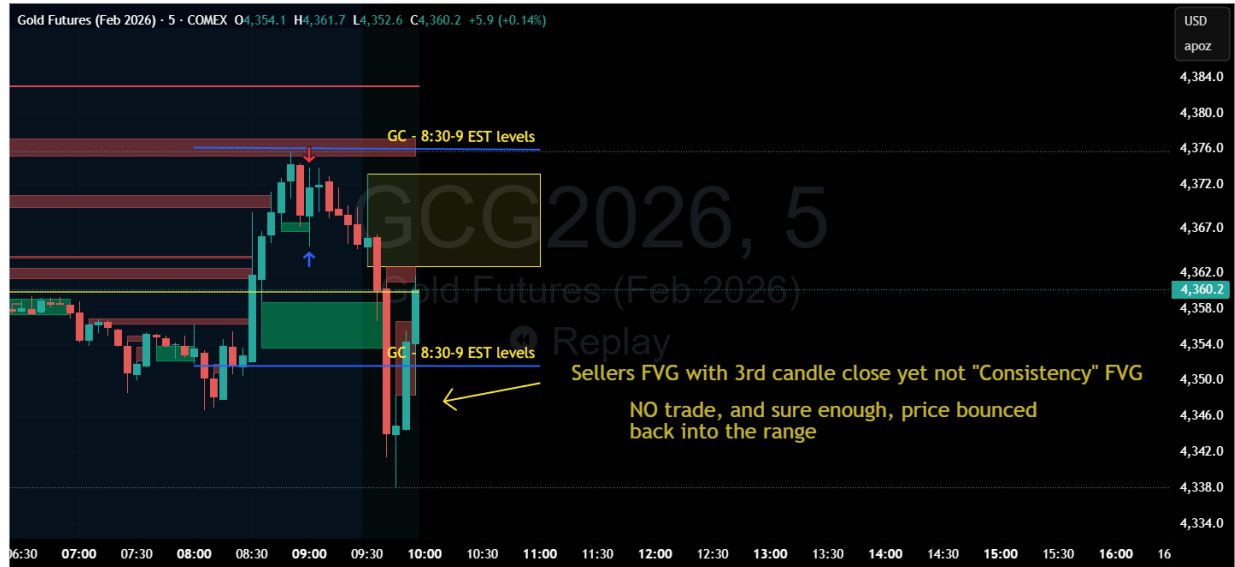 Gold Futures (Feb 2026) · 5 · COMEX O4,354.1 H4,361.7 L4,352.6 C4,360.2 +5.9 (+0.14%)
USD
apoz
4,384.0
4,380.0
GC - 8:30-9 EST levels
4,376.0
4,372.0
GCG2026, 5
4,367.0
4,362.0
Gold Futures (Feb 2026)
4,360.2
4,358.0
Replay
4,354.0
GC - 8:30-9 EST levels
4,350.0
Sellers FVG with 3rd candle close yet not "Consistency" FVG
4,346.0
NO trade, and sure enough, price bounced
back into the range
4,342.0
4,338.0
4,334.0
06:30 07:00 07:30 08:00 08:30 09:00 09:30 10:00 10:30 11:00 11:30 12:00 12:30 13:00 13:30 14:00 14:30 15:00 15:30 16:00 16